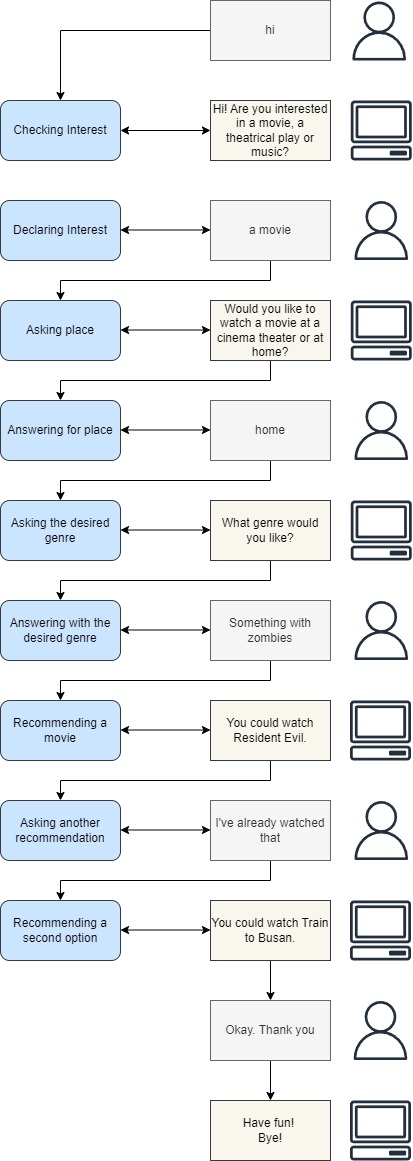 hi
Checking Interest
Hi! Are you interested
in a movie, a
theatrical play or
music?
Declaring Interest
a movie
Asking place
Would you like to
watch a movie at a
cinema theater or at
home?
Answering for place
home
Asking the desired
genre
What genre would
you like?
Answering with the
desired genre
Something with
zombies
Recommending a
movie
You could watch
Resident Evil.
Asking another
recommendation
I've already watched
that
Recommending a
second option
You could watch Train
to Busan.
Okay. Thank you
Have fun!
Bye!